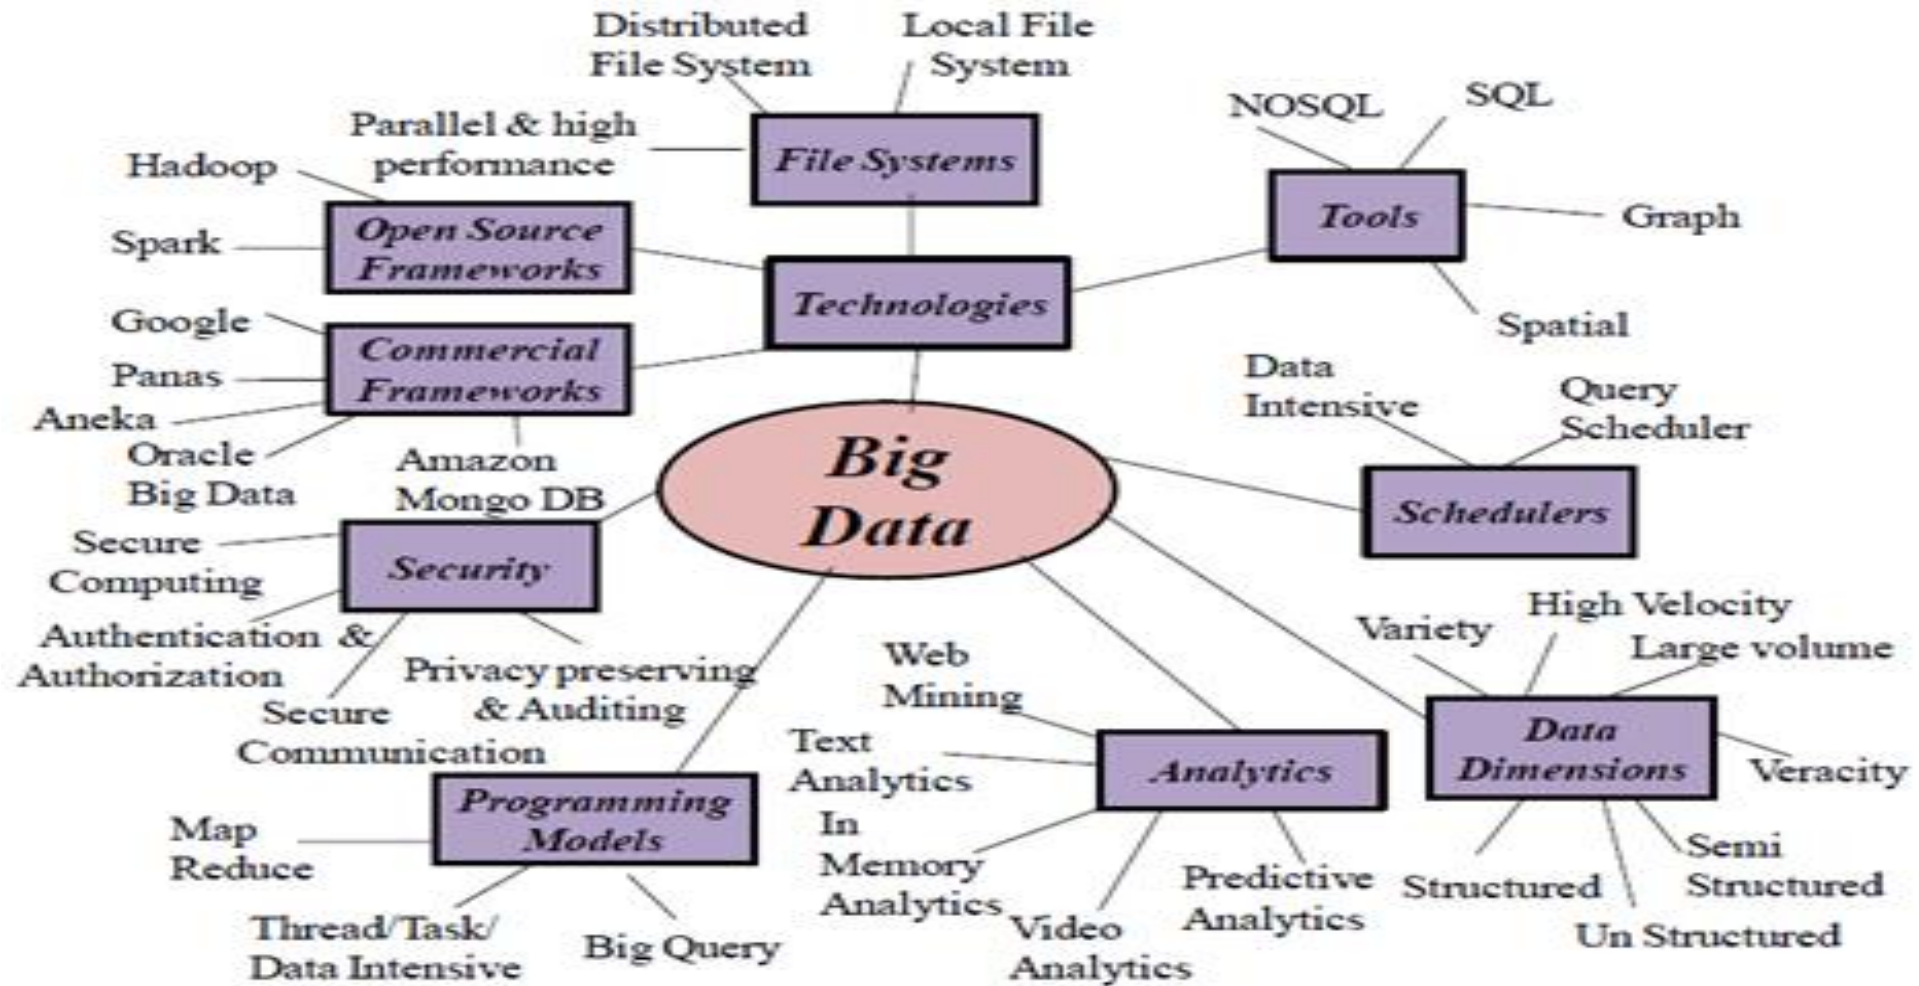 Distributed
File System
Local File
System
Parallel & high
performance
File Systems
NOSQL
SQL
Tools
Graph
Spatial
Hadoop
Spark
Open Source
Frameworks
Technologies
Google
Panas
Aneka
Oracle
Big Data
Commercial
Frameworks
Amazon
Mongo DB
Big
Data
Data
Intensive
Query
Scheduler
Schedulers
Secure
Computing
Security
Authentication &
Authorization
Secure
Communication
Privacy preserving
& Auditing
Programming
Models
Map
Reduce
Thread/Task/
Data Intensive
Big Query
Web
Mining
Text
Analytics
In
Memory
Analytics
Video
Analytics
Predictive
Analytics
Analytics
Variety
High Velocity
Large volume
Data
Dimensions
Veracity
Structured
Semi
Structured
Un Structured